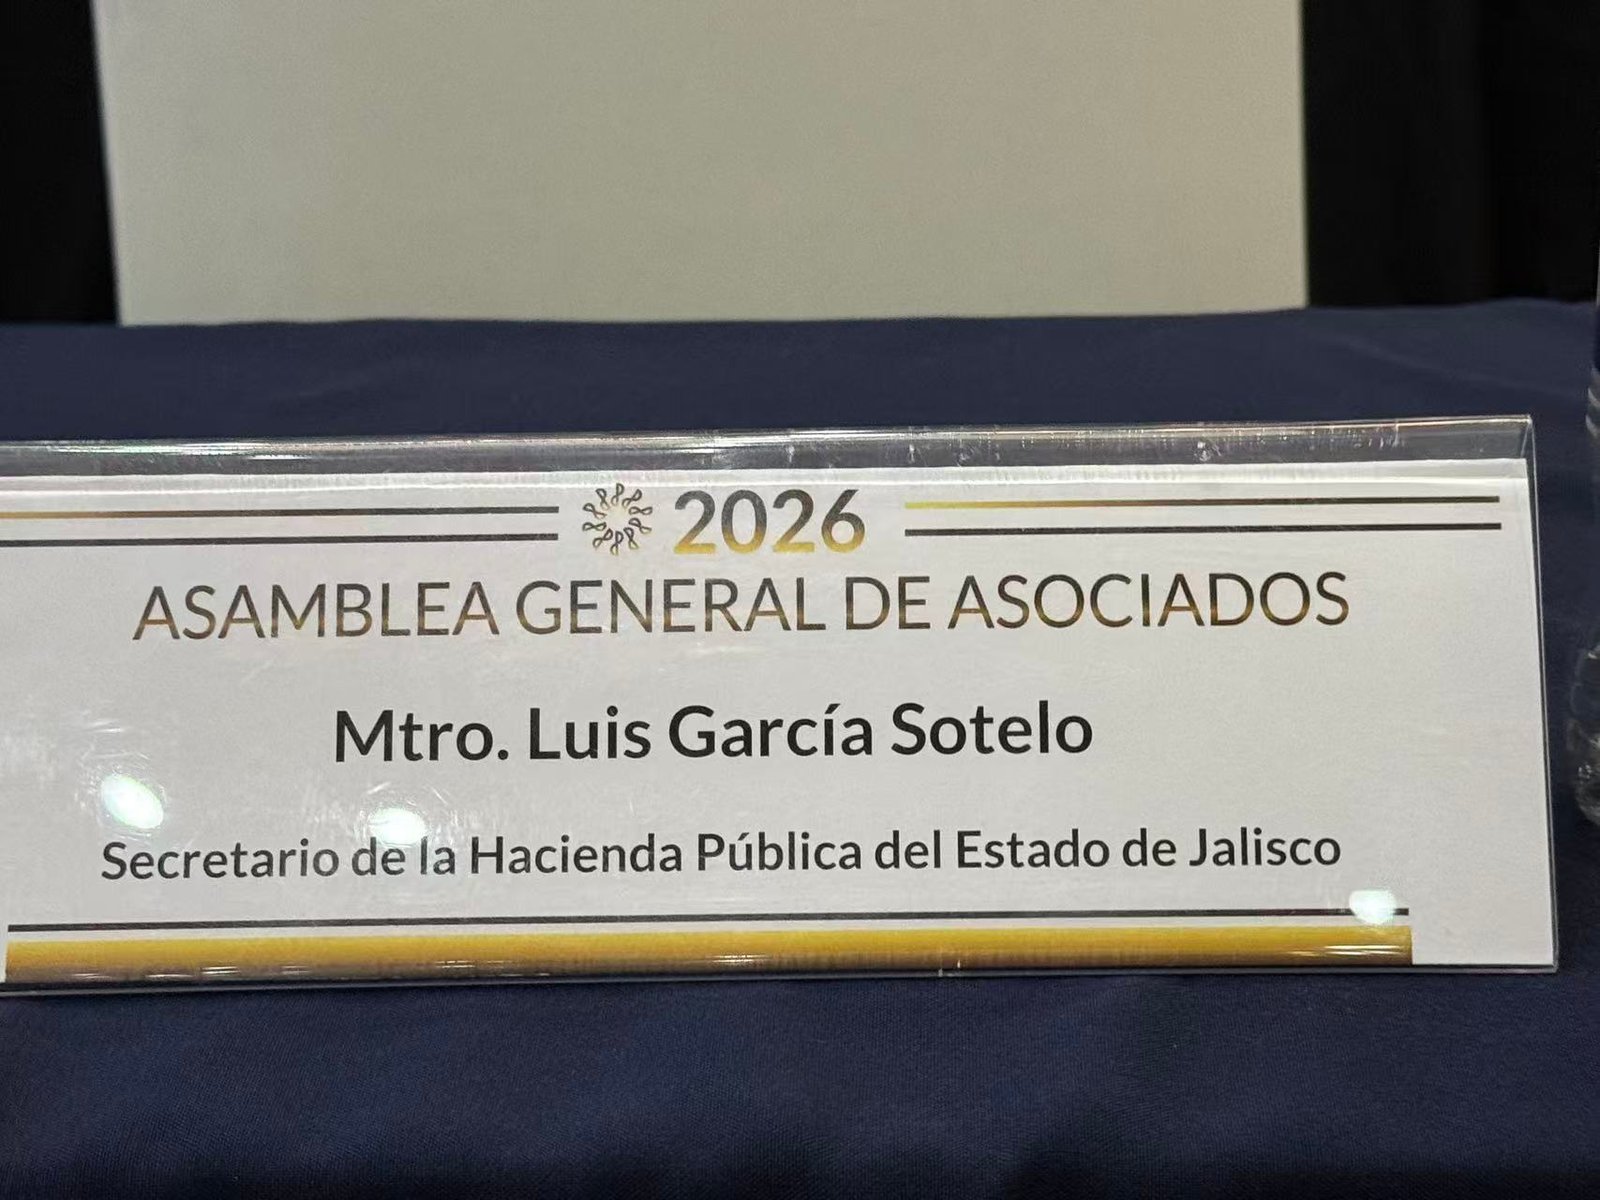 2026
ASAMBLEA GENERAL DE ASOCIADOS
Mtro. Luis García Sotelo
Secretario de la Hacienda Pública del Estado de Jalisco